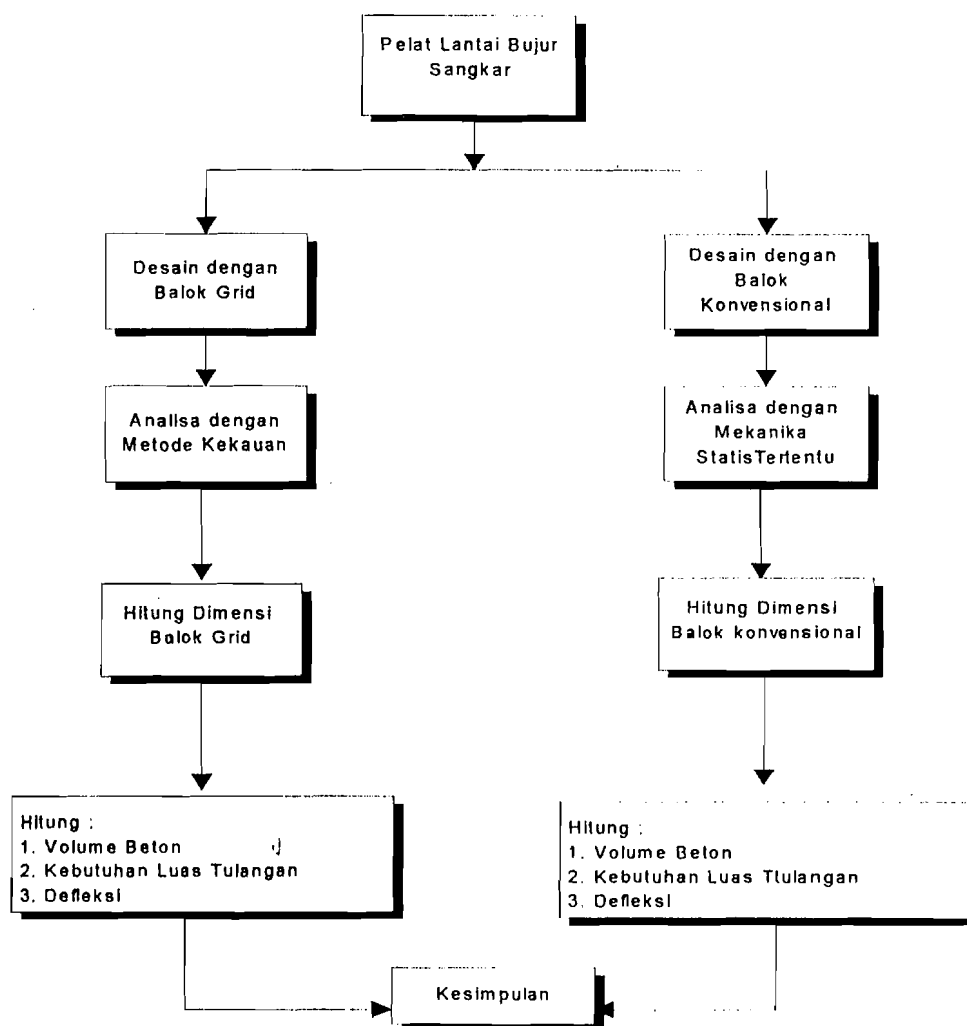 Pelat Lantai Bujur
Sangkar
Desain dengan
Balok Grid
Desain dengan
Balok
Konvensional
Analisa dengan
Metode Kekauan
Analisa dengan
Mekanika
StatisTertentu
Hitung Dimensi
Balok Grid
Hitung Dimensi
Balok konvensional
Hitung :
1. Volume Beton
2. Kebutuhan Luas Tulangan
3. Defleksi
Hitung :
1. Volume Beton
2. Kebutuhan Luas Ttulangan
3. Defleksi
Kesimpulan